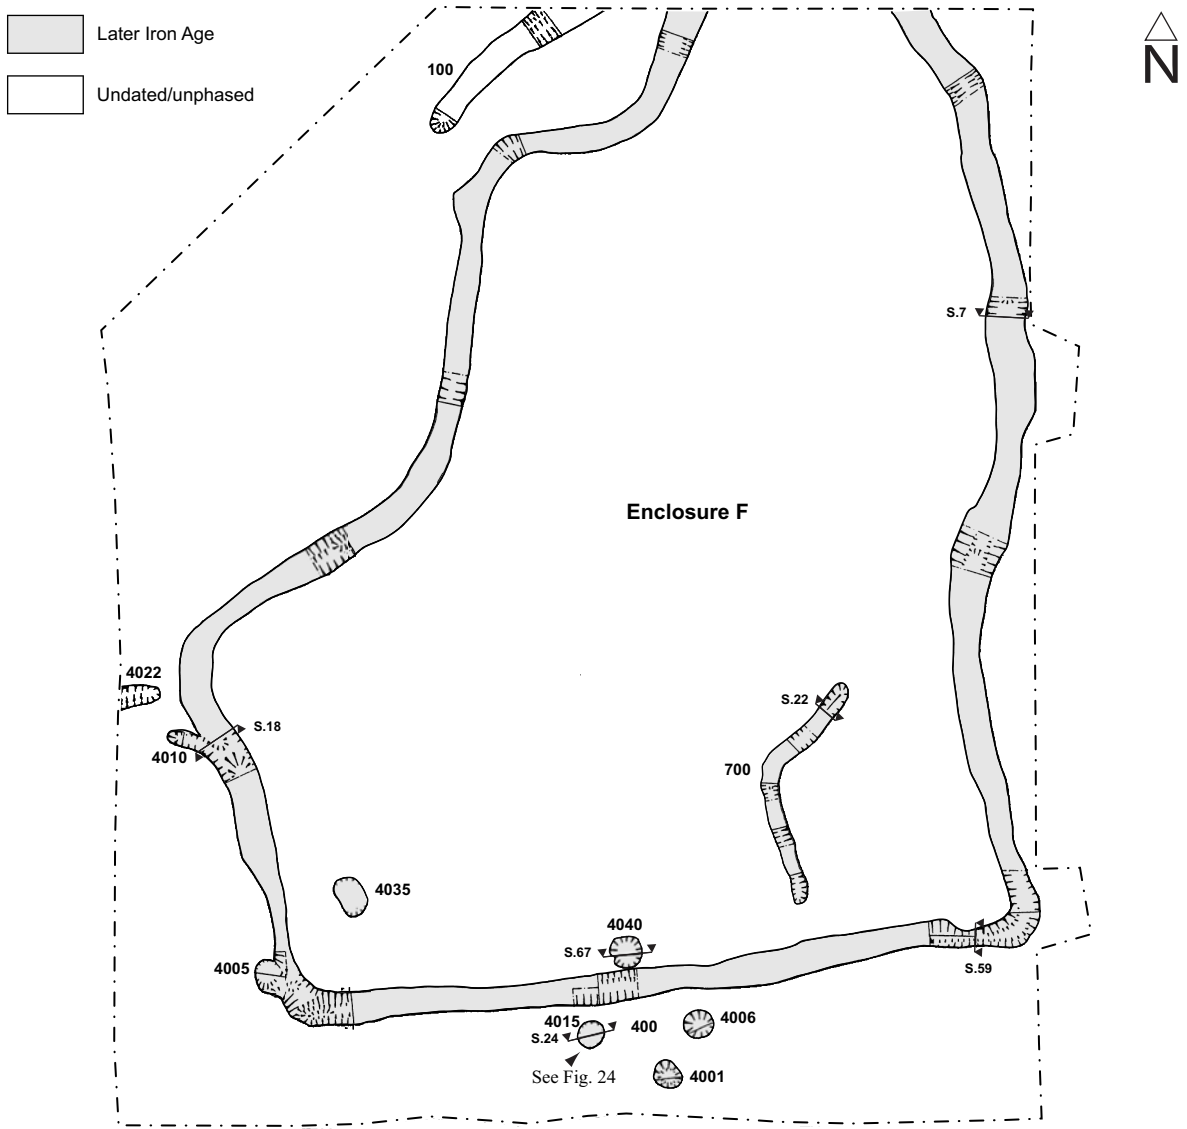 Later Iron Age
N
Undated/unphased
100
S.7
Enclosure F
4022
S.18
4010
S.22
700
4035
4040
S.67
4005
S.59
4015
400
4006
S.24
See Fig. 24
4001